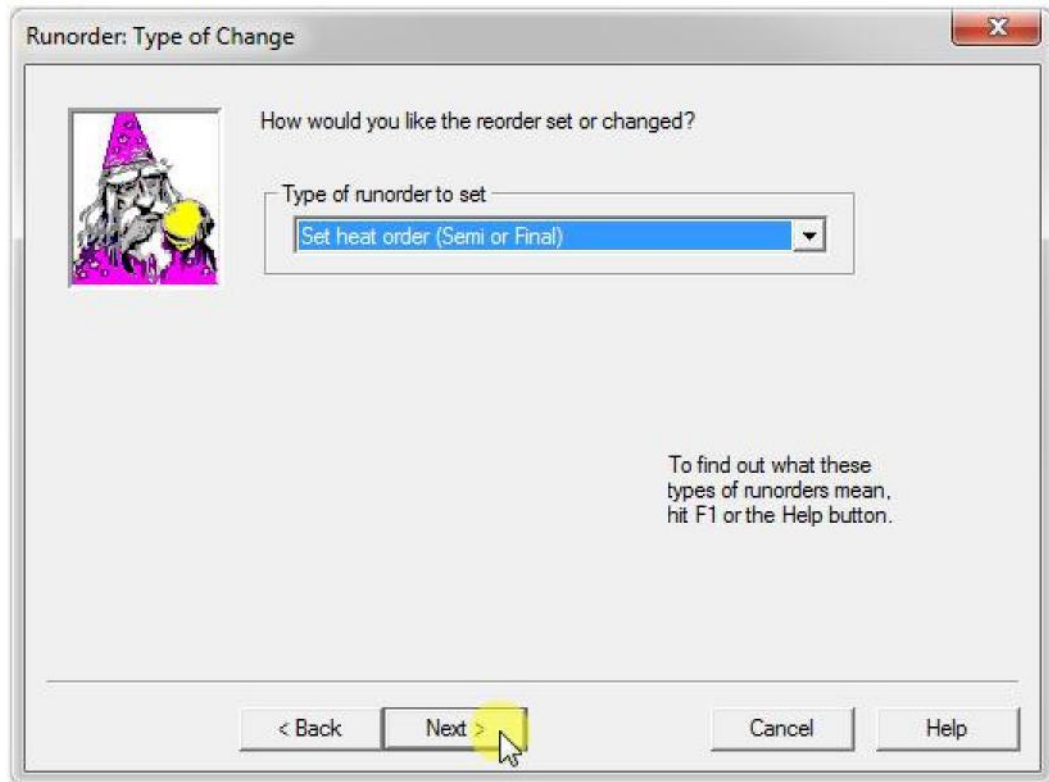 Runorder: Type of Change
How would you like the reorder set or changed?
Type of runorder to set
Set heat order (Semi or Final)
To find out what these
types of runorders mean,
hit F1 or the Help button.
< Back
Next >
Cancel
Help